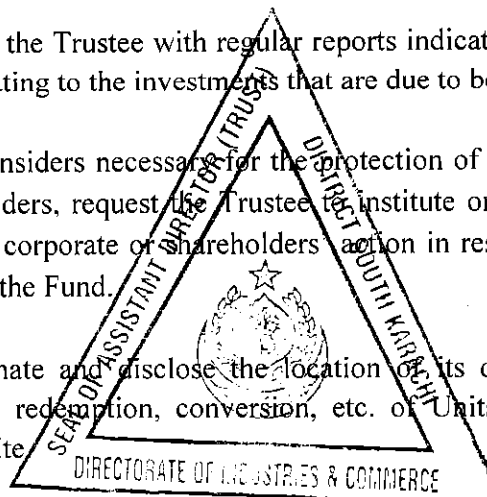 the Trustee with regular reports indicat
ating to the investments that are due to be
nsiders necessary for the protection of
ders, request the Trustee to institute or
corporate or shareholders' action in res
the Fund.
nate and disclose the location of its
redemption, conversion, etc. of Units
ite
SEAL OF ASSISTANT DIRECTOR (TRUST)
DISTRICT SOUTH KARACHI
DIRECTORATE OF INDUSTRIES & COMMERCE